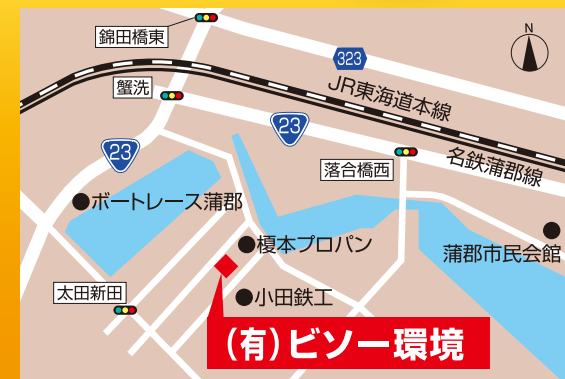 錦田橋東
N
323
蟹洗
JR東海道本線
23
23
落合橋西
名鉄蒲郡線
ボートレース蒲郡
榎本プロパン
蒲郡市民会館
太田新田
小田鉄工
(有)ビソー環境